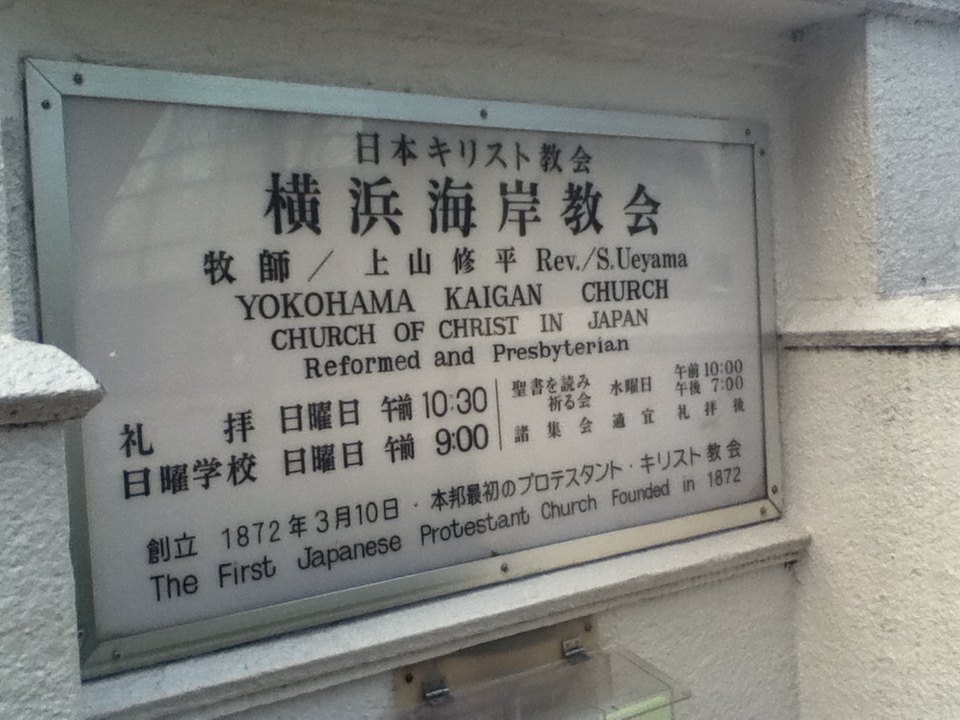 日本キリスト教会
横浜海岸教会
牧師／ 上山修平 Rev./S.Ueyama
YOKOHAMA KAIGAN CHURCH
CHURCH OF CHRIST IN JAPAN
Reformed and Presbyterian
礼 拝 日曜日 午前 10:30
日曜学校 日曜日 午前 9:00
聖書を読み 祈る会 水曜日 午前 10:00
午後 7:00
諸集会 適宜 礼拝後
創立 1872年3月10日・本邦最初のプロテスタント・キリスト教会
The First Japanese Protestant Church Founded in 1872